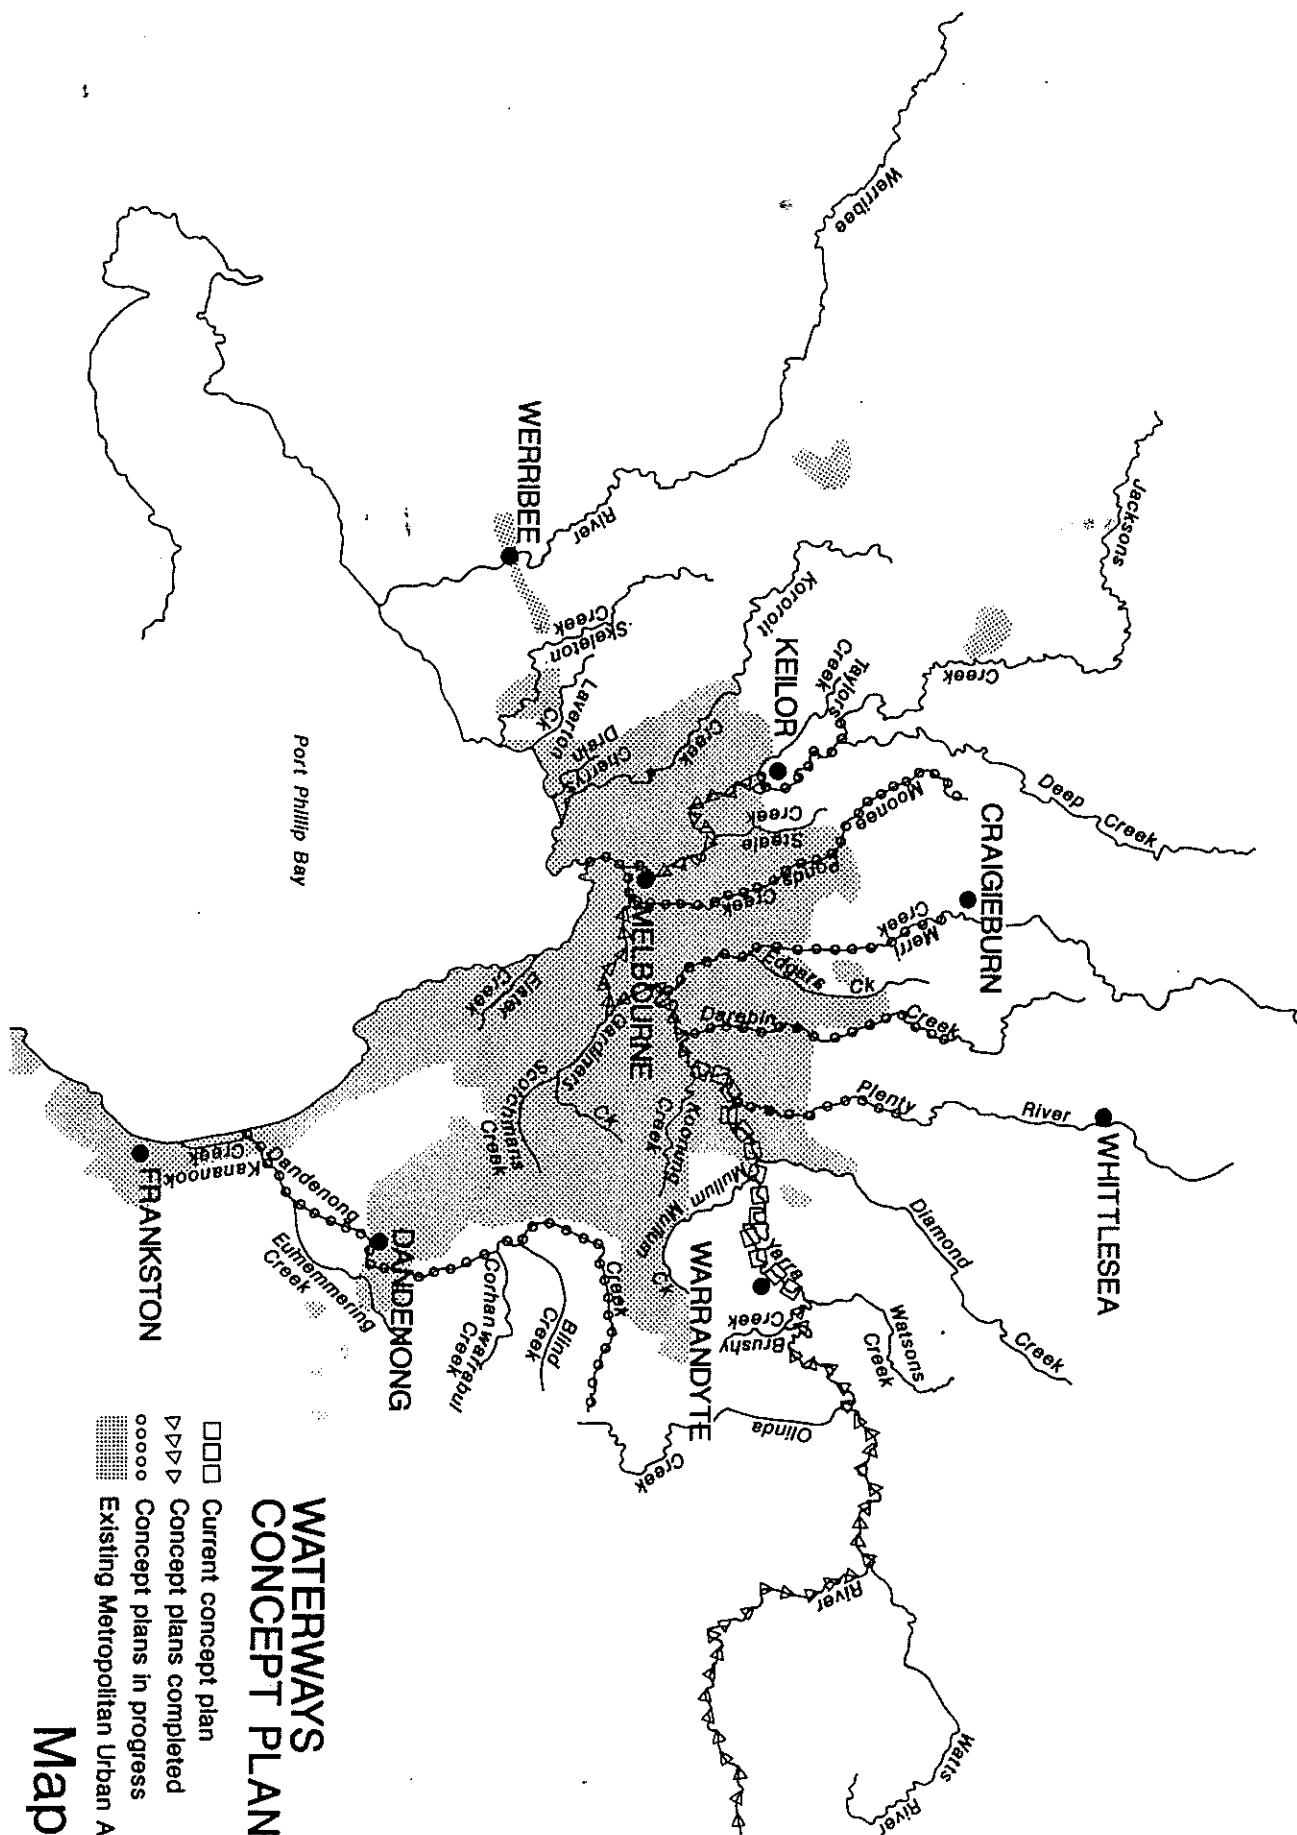 Werribee
River
WERRIBEE
Jacksons
Creek
Kororoit
Creek
Skeleton
Creek
Laverton
Ck
Cherrys
Drain
KEILOR
Taylors
Creek
Deep
Creek
CRAIGIEBURN
Moonee
Ponds
Creek
Steele
Creek
Merri
Creek
Edgars
Ck
MELBOURNE
Darebin
Creek
Plenty
River
WHITTLESEA
Diamond
Creek
Port Phillip Bay
Elster
Creek
Gardiners
Ck
Scotchmans
Creek
Koonung
Creek
Mullum Mullum
Ck
Yarra
River
WARRANDYTE
Watsons
Creek
Brushy
Creek
Olinda
Creek
Watts
River
FRANKSTON
Kananook
Creek
Dandenong
Creek
DANDENONG
Eumemmering
Creek
Corhanwarrabul
Creek
Blind
Creek
WATERWAYS
CONCEPT PLAN
Current concept plan
Concept plans completed
Concept plans in progress
Existing Metropolitan Urban A
Map